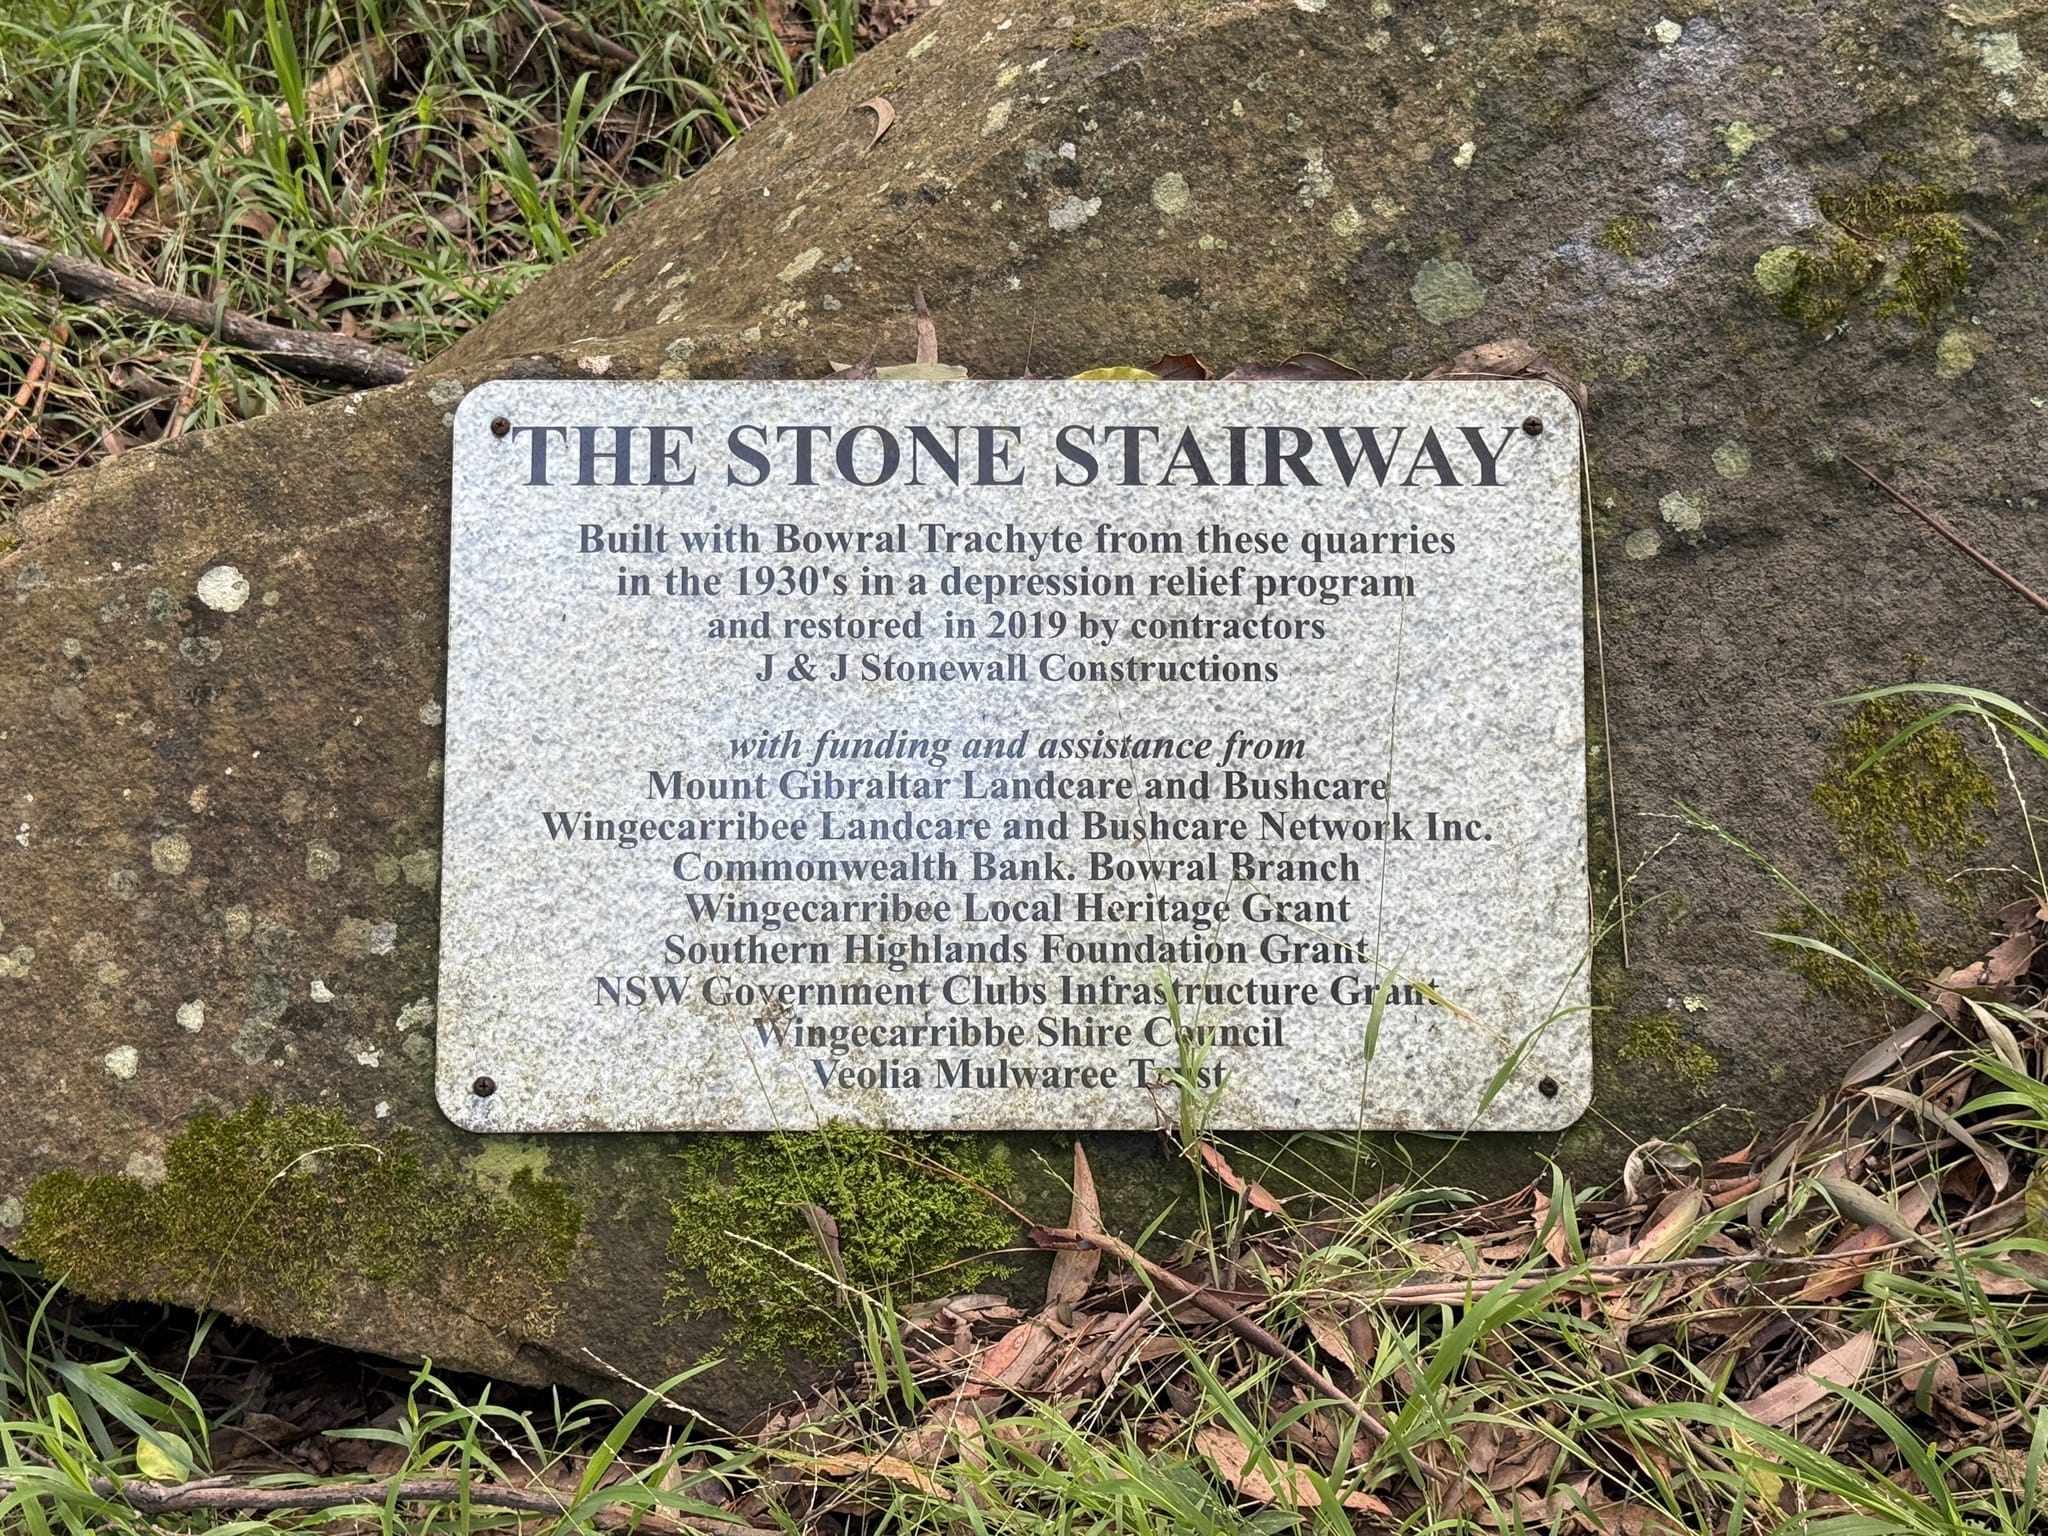 THE STONE STAIRWAY
Built with Bowral Trachyte from these quarries
in the 1930's in a depression relief program
and restored in 2019 by contractors
J & J Stonewall Constructions
with funding and assistance from
Mount Gibraltar Landcare and Bushcare
Wingecarribee Landcare and Bushcare Network Inc.
Commonwealth Bank. Bowral Branch
Wingecarribee Local Heritage Grant
Southern Highlands Foundation Grant
NSW Government Clubs Infrastructure Grant
Wingecarribbe Shire Council
Veolia Mulwaree Trust